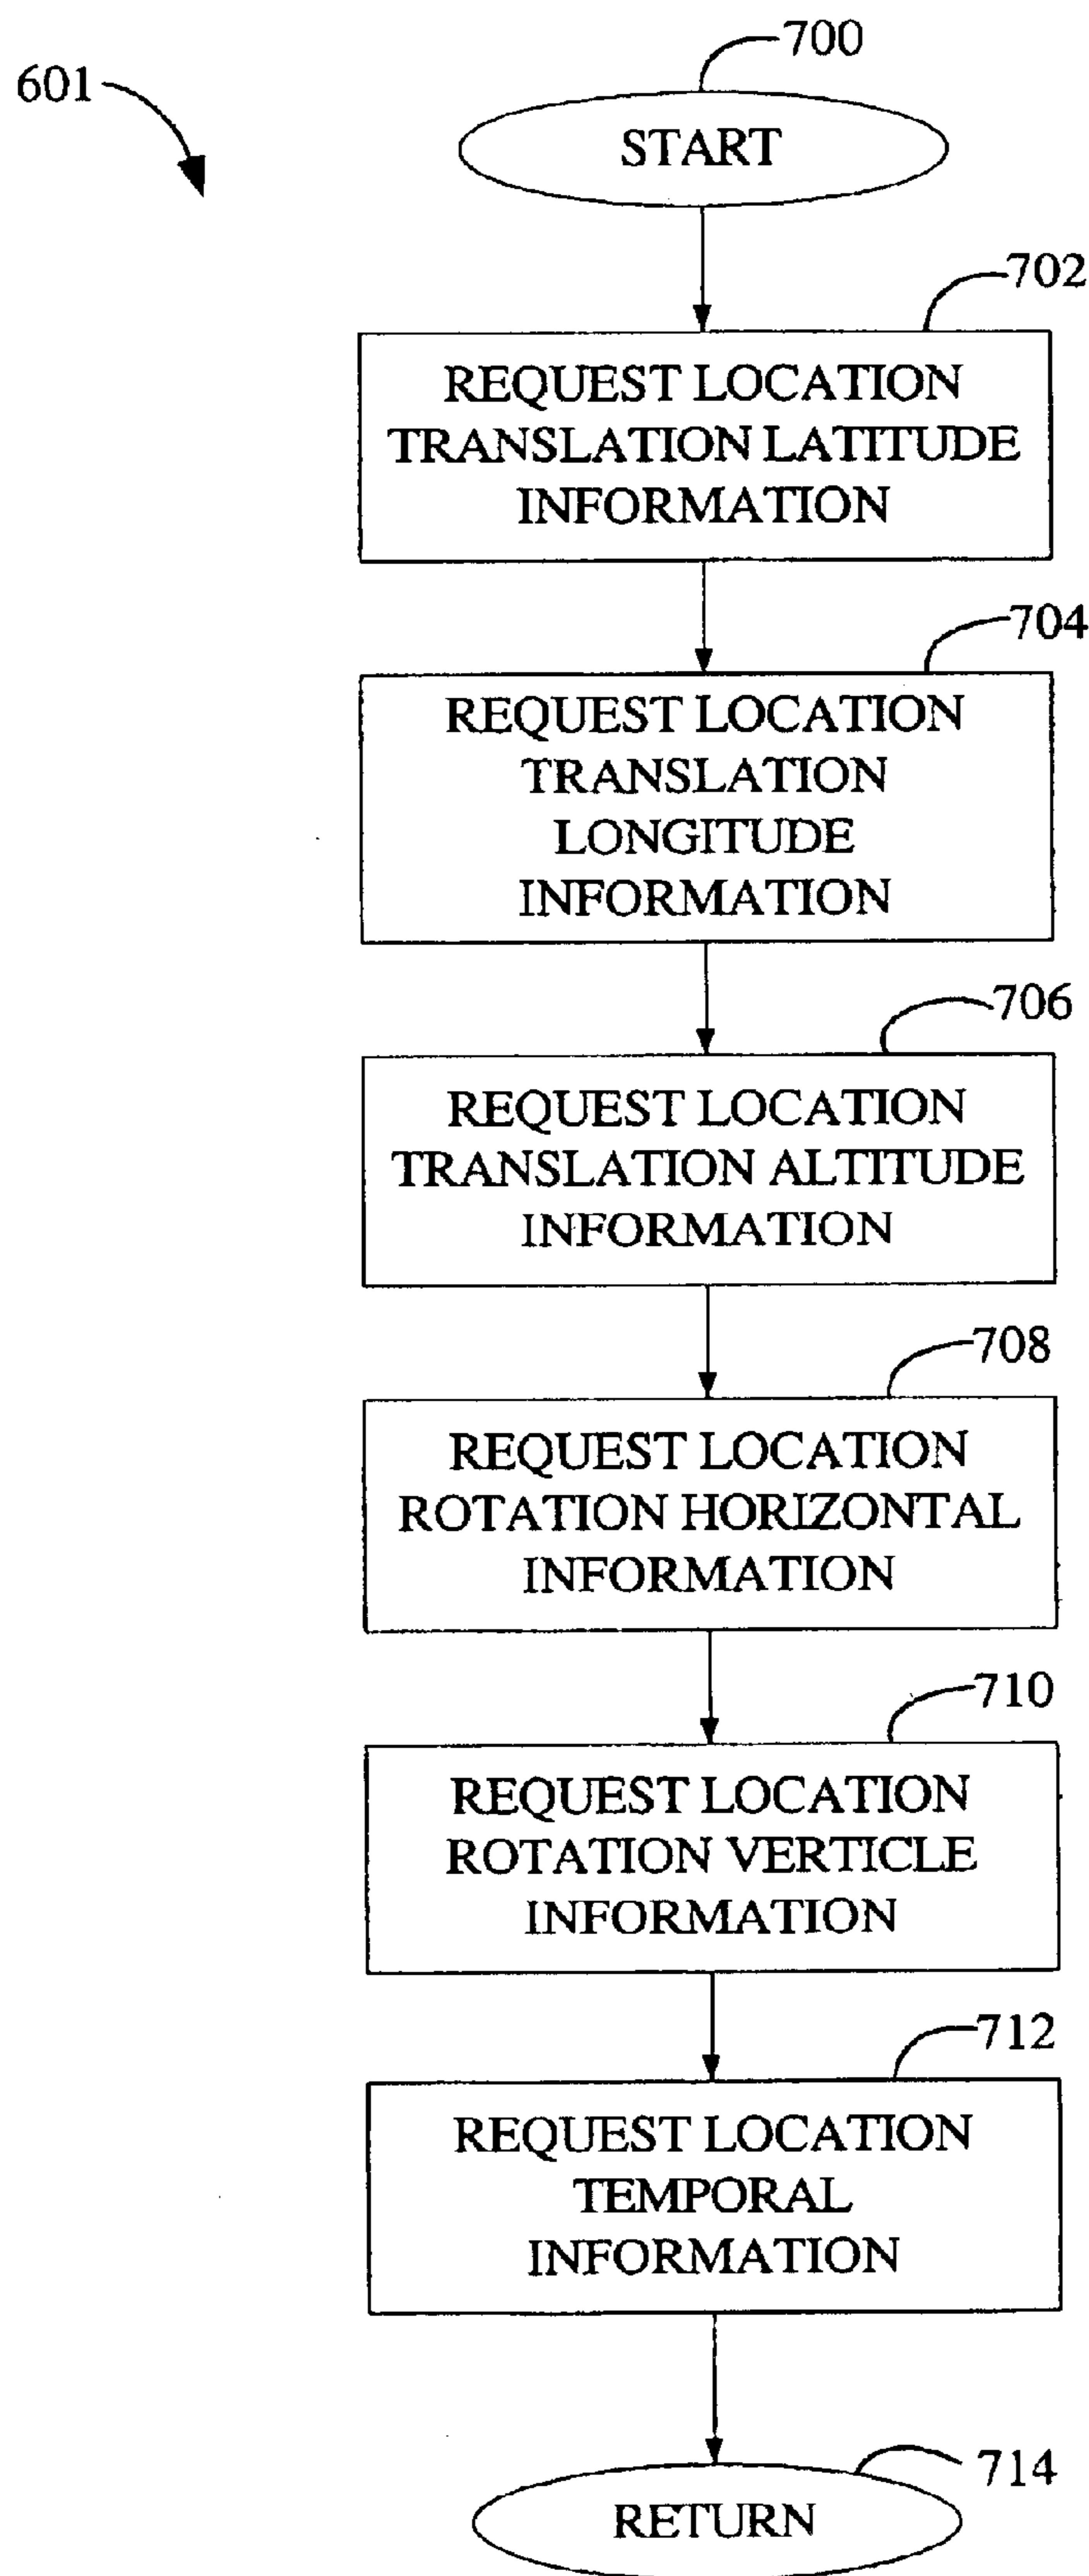 700
601
START
702
REQUEST LOCATION
TRANSLATION LATITUDE
INFORMATION
704
REQUEST LOCATION
TRANSLATION
LONGITUDE
INFORMATION
706
REQUEST LOCATION
TRANSLATION ALTITUDE
INFORMATION
708
REQUEST LOCATION
ROTATION HORIZONTAL
INFORMATION
710
REQUEST LOCATION
ROTATION VERTICLE
INFORMATION
712
REQUEST LOCATION
TEMPORAL
INFORMATION
714
RETURN